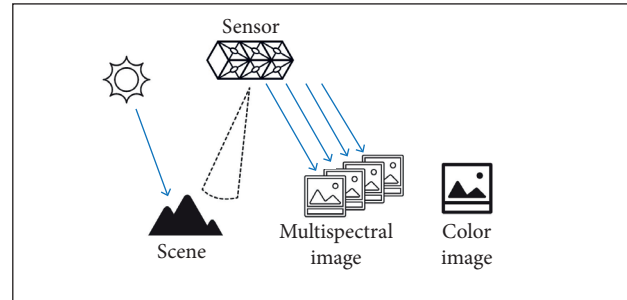 Sensor
Scene
Multispectral
image
Color
image